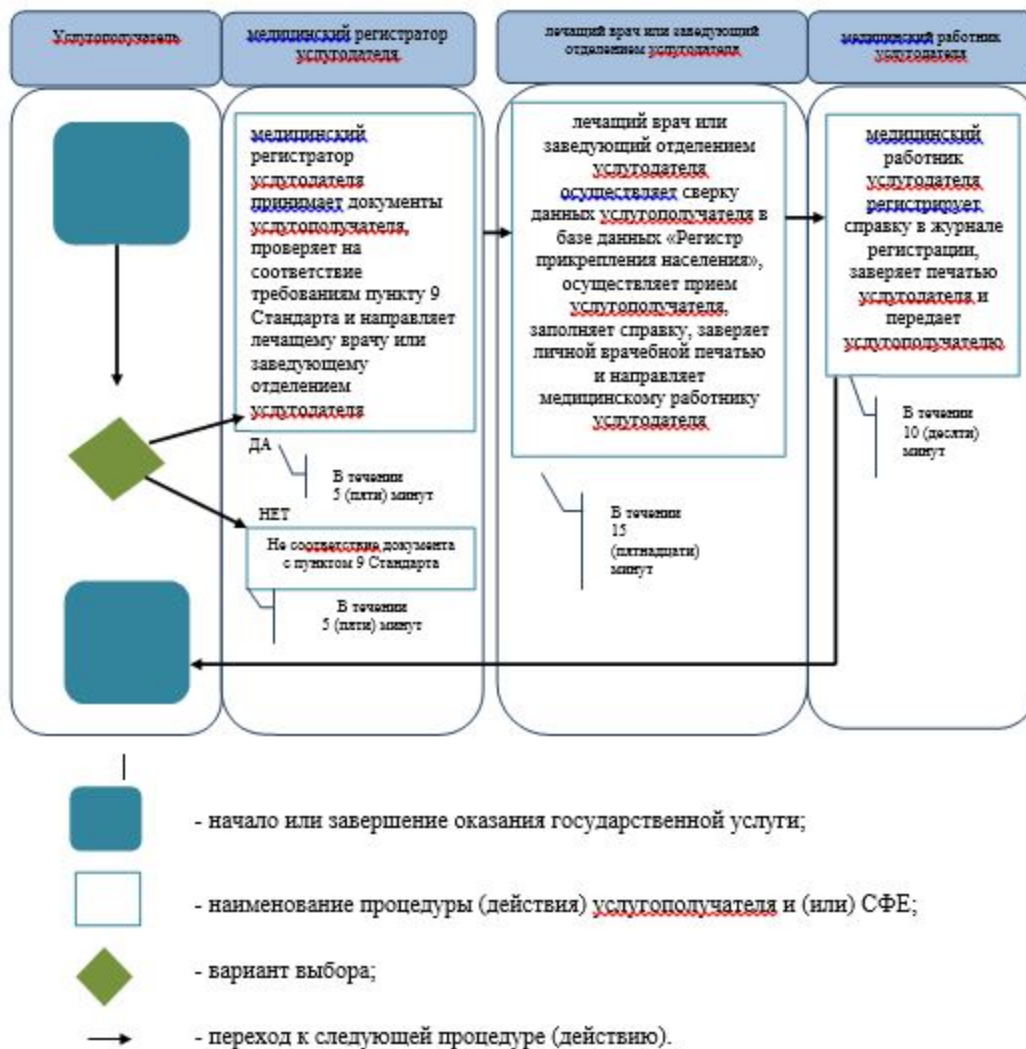 Услугополучатель
медицинский регистратор
услугодателя
лечащий врач или заведующий
отделением услугодателя
медицинский работник
услугодателя
медицинский
регистратор
услугодателя
принимает документы
услугополучателя,
проверяет на
соответствие
требованиям пункту 9
Стандарта и направляет
лечащему врачу или
заведующему
отделением
услугодателя
ДА
В течении
5 (пяти) минут
НЕТ
Не соответствие документа
с пунктом 9 Стандарта
В течении
5 (пяти) минут
лечащий врач или
заведующий отделением
услугодателя
осуществляет сверку
данных услугополучателя в
базе данных «Регистр
прикрепления населения»,
осуществляет прием
услугополучателя,
заполняет справку, заверяет
личной врачебной печатью
и направляет
медицинскому работнику
услугодателя
В течении
15
(пятнадцати)
минут
медицинский
работник
услугодателя
регистрирует
справку в журнале
регистрации,
заверяет печатью
услугодателя и
передает
услугополучателю
В течении
10 (десяти)
минут
- начало или завершение оказания государственной услуги;
- наименование процедуры (действия) услугополучателя и (или) СФЕ;
- вариант выбора;
- переход к следующей процедуре (действию).